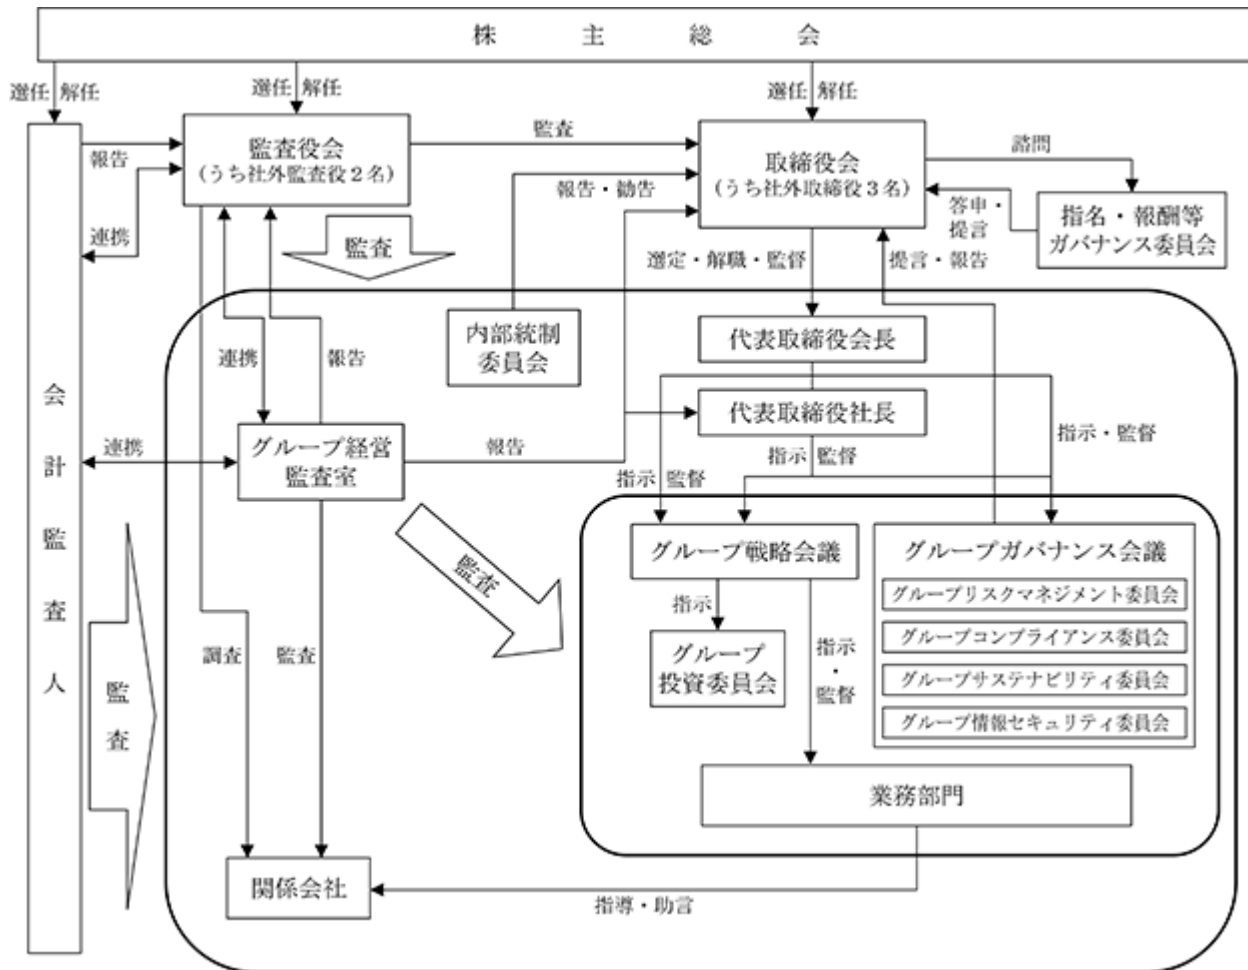 株主総会
選任 解任
選任 解任
選任 解任
監査役会
(うち社外監査役2名)
監査
取締役会
(うち社外取締役3名)
諮問
報告
報告・勧告
答申・
提言
指名・報酬等
ガバナンス委員会
連携
監査
選定・解職・監督
提言・報告
内部統制
委員会
代表取締役会長
連携
報告
代表取締役社長
会計監査人
連携
グループ経営
監査室
報告
指示 監督
指示・監督
指示 監督
監査
グループ戦略会議
グループガバナンス会議
グループリスクマネジメント委員会
指示
グループコンプライアンス委員会
グループ
投資委員会
指示
・
監督
グループサステナビリティ委員会
グループ情報セキュリティ委員会
調査
監査
監査
業務部門
関係会社
指導・助言